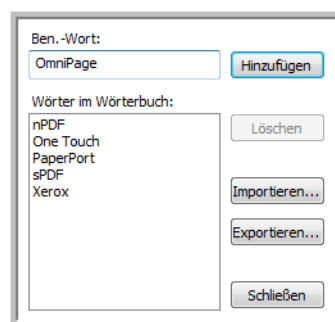 Ben.-Wort:
OmniPage
Hinzufügen
Wörter im Wörterbuch:
nPDF
One Touch
PaperPort
sPDF
Xerox
Löschen
Importieren...
Exportieren...
Schließen